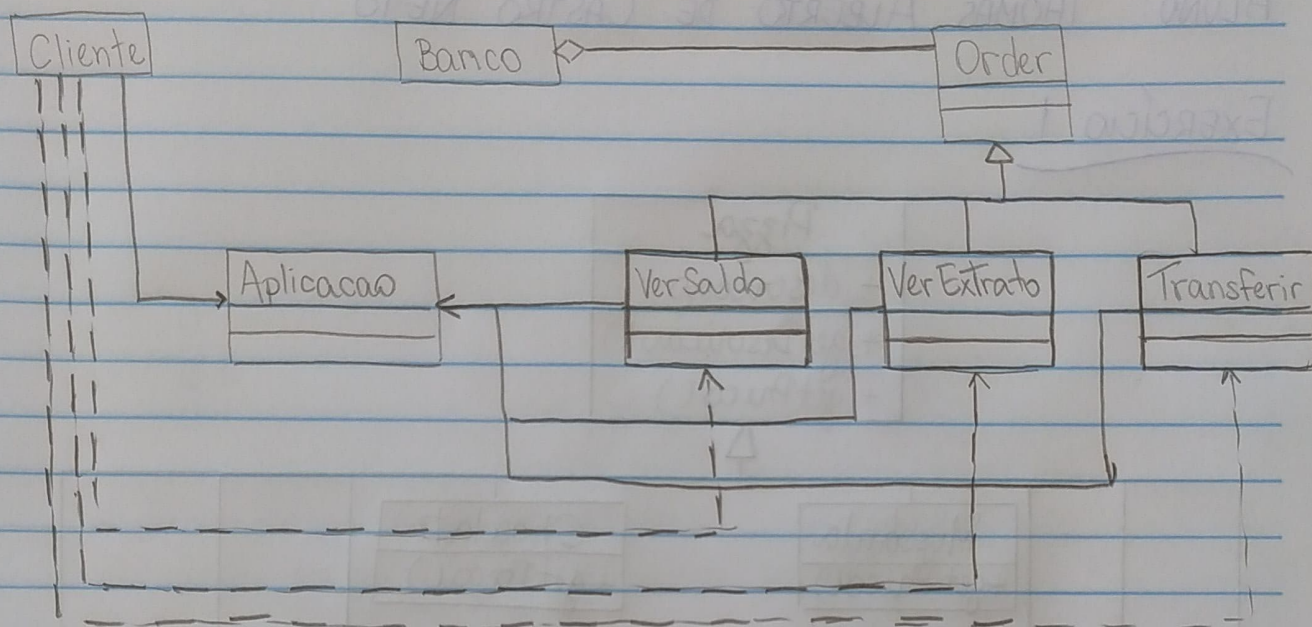 Cliente
Banco
Order
Aplicacao
VerSaldo
VerExtrato
Transferir